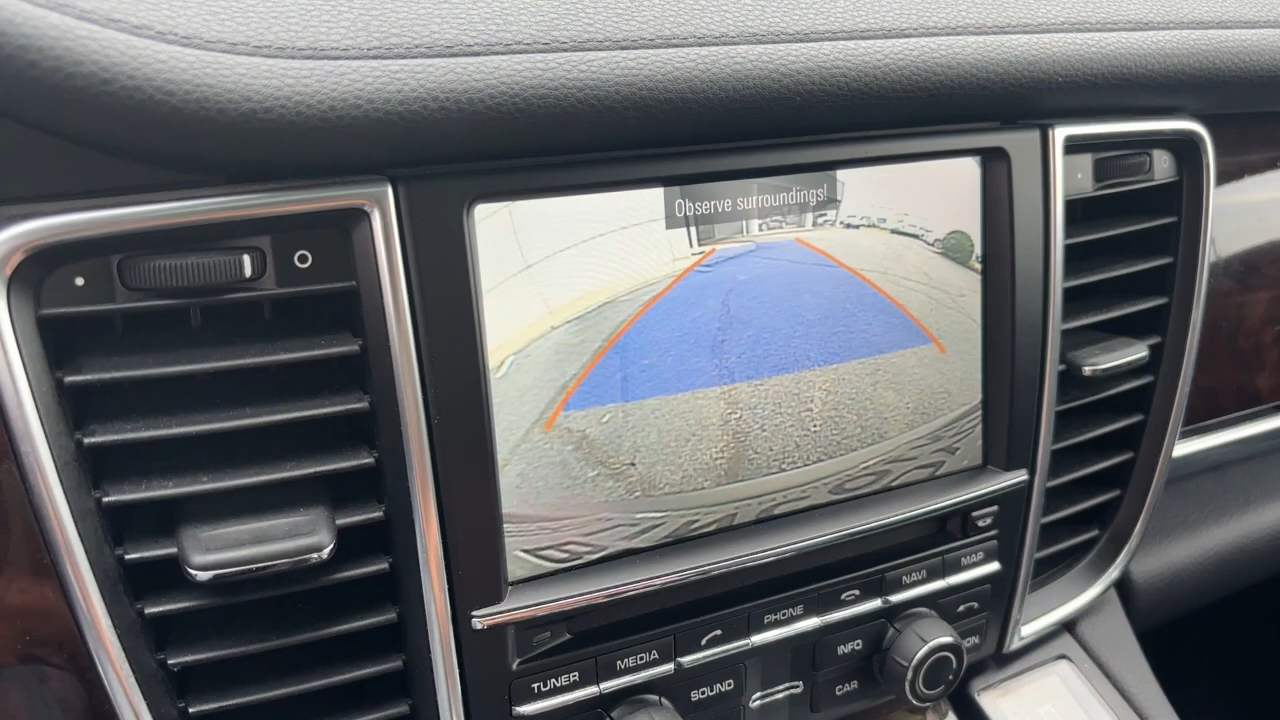 Observe surroundings!
TUNER
MEDIA
PHONE
NAVI
MAP
SOUND
INFO
CAR